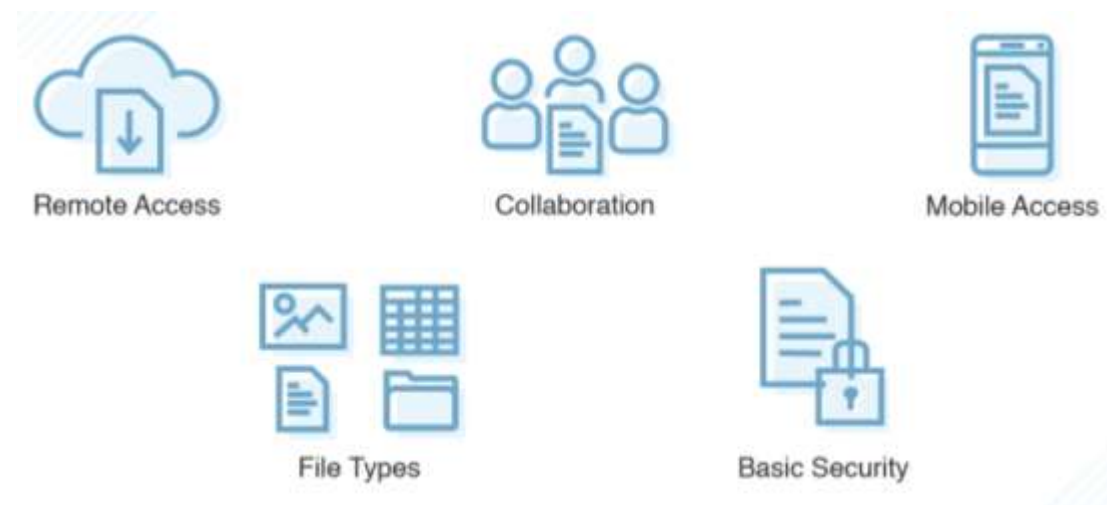 Remote Access
Collaboration
Mobile Access
File Types
Basic Security